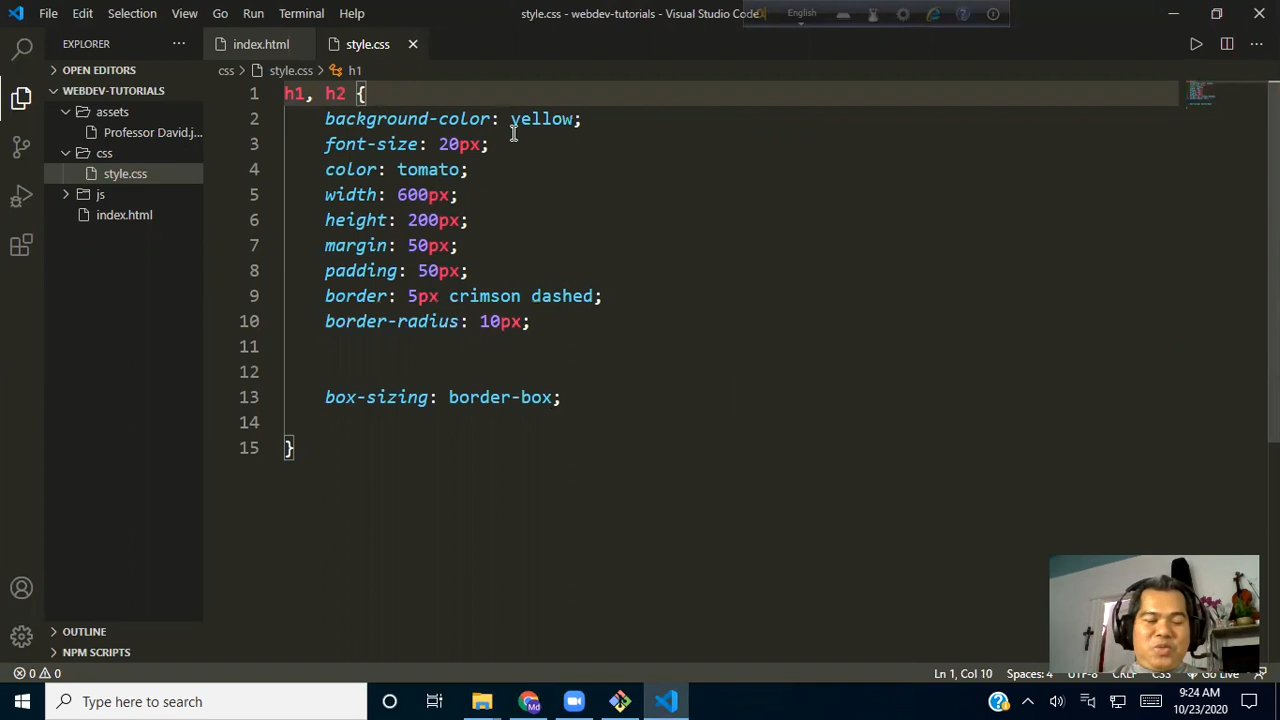 File Edit Selection View Go Run Terminal Help
style.css - webdev-tutorials - Visual Studio Code
English
EXPLORER
index.html
style.css
OPEN EDITORS
css > style.css > h1
WEBDEV-TUTORIALS
assets
Professor David.j...
css
style.css
js
index.html
1 h1, h2 {
2 background-color: yellow;
3 font-size: 20px;
4 color: tomato;
5 width: 600px;
6 height: 200px;
7 margin: 50px;
8 padding: 50px;
9 border: 5px crimson dashed;
10 border-radius: 10px;
11
12
13 box-sizing: border-box;
14
15 }
OUTLINE
NPM SCRIPTS
0 0
Ln 1, Col 10 Spaces: 4 UTF-8 CRLF CSS Go Live
Type here to search
Md
9:24 AM
10/23/2020